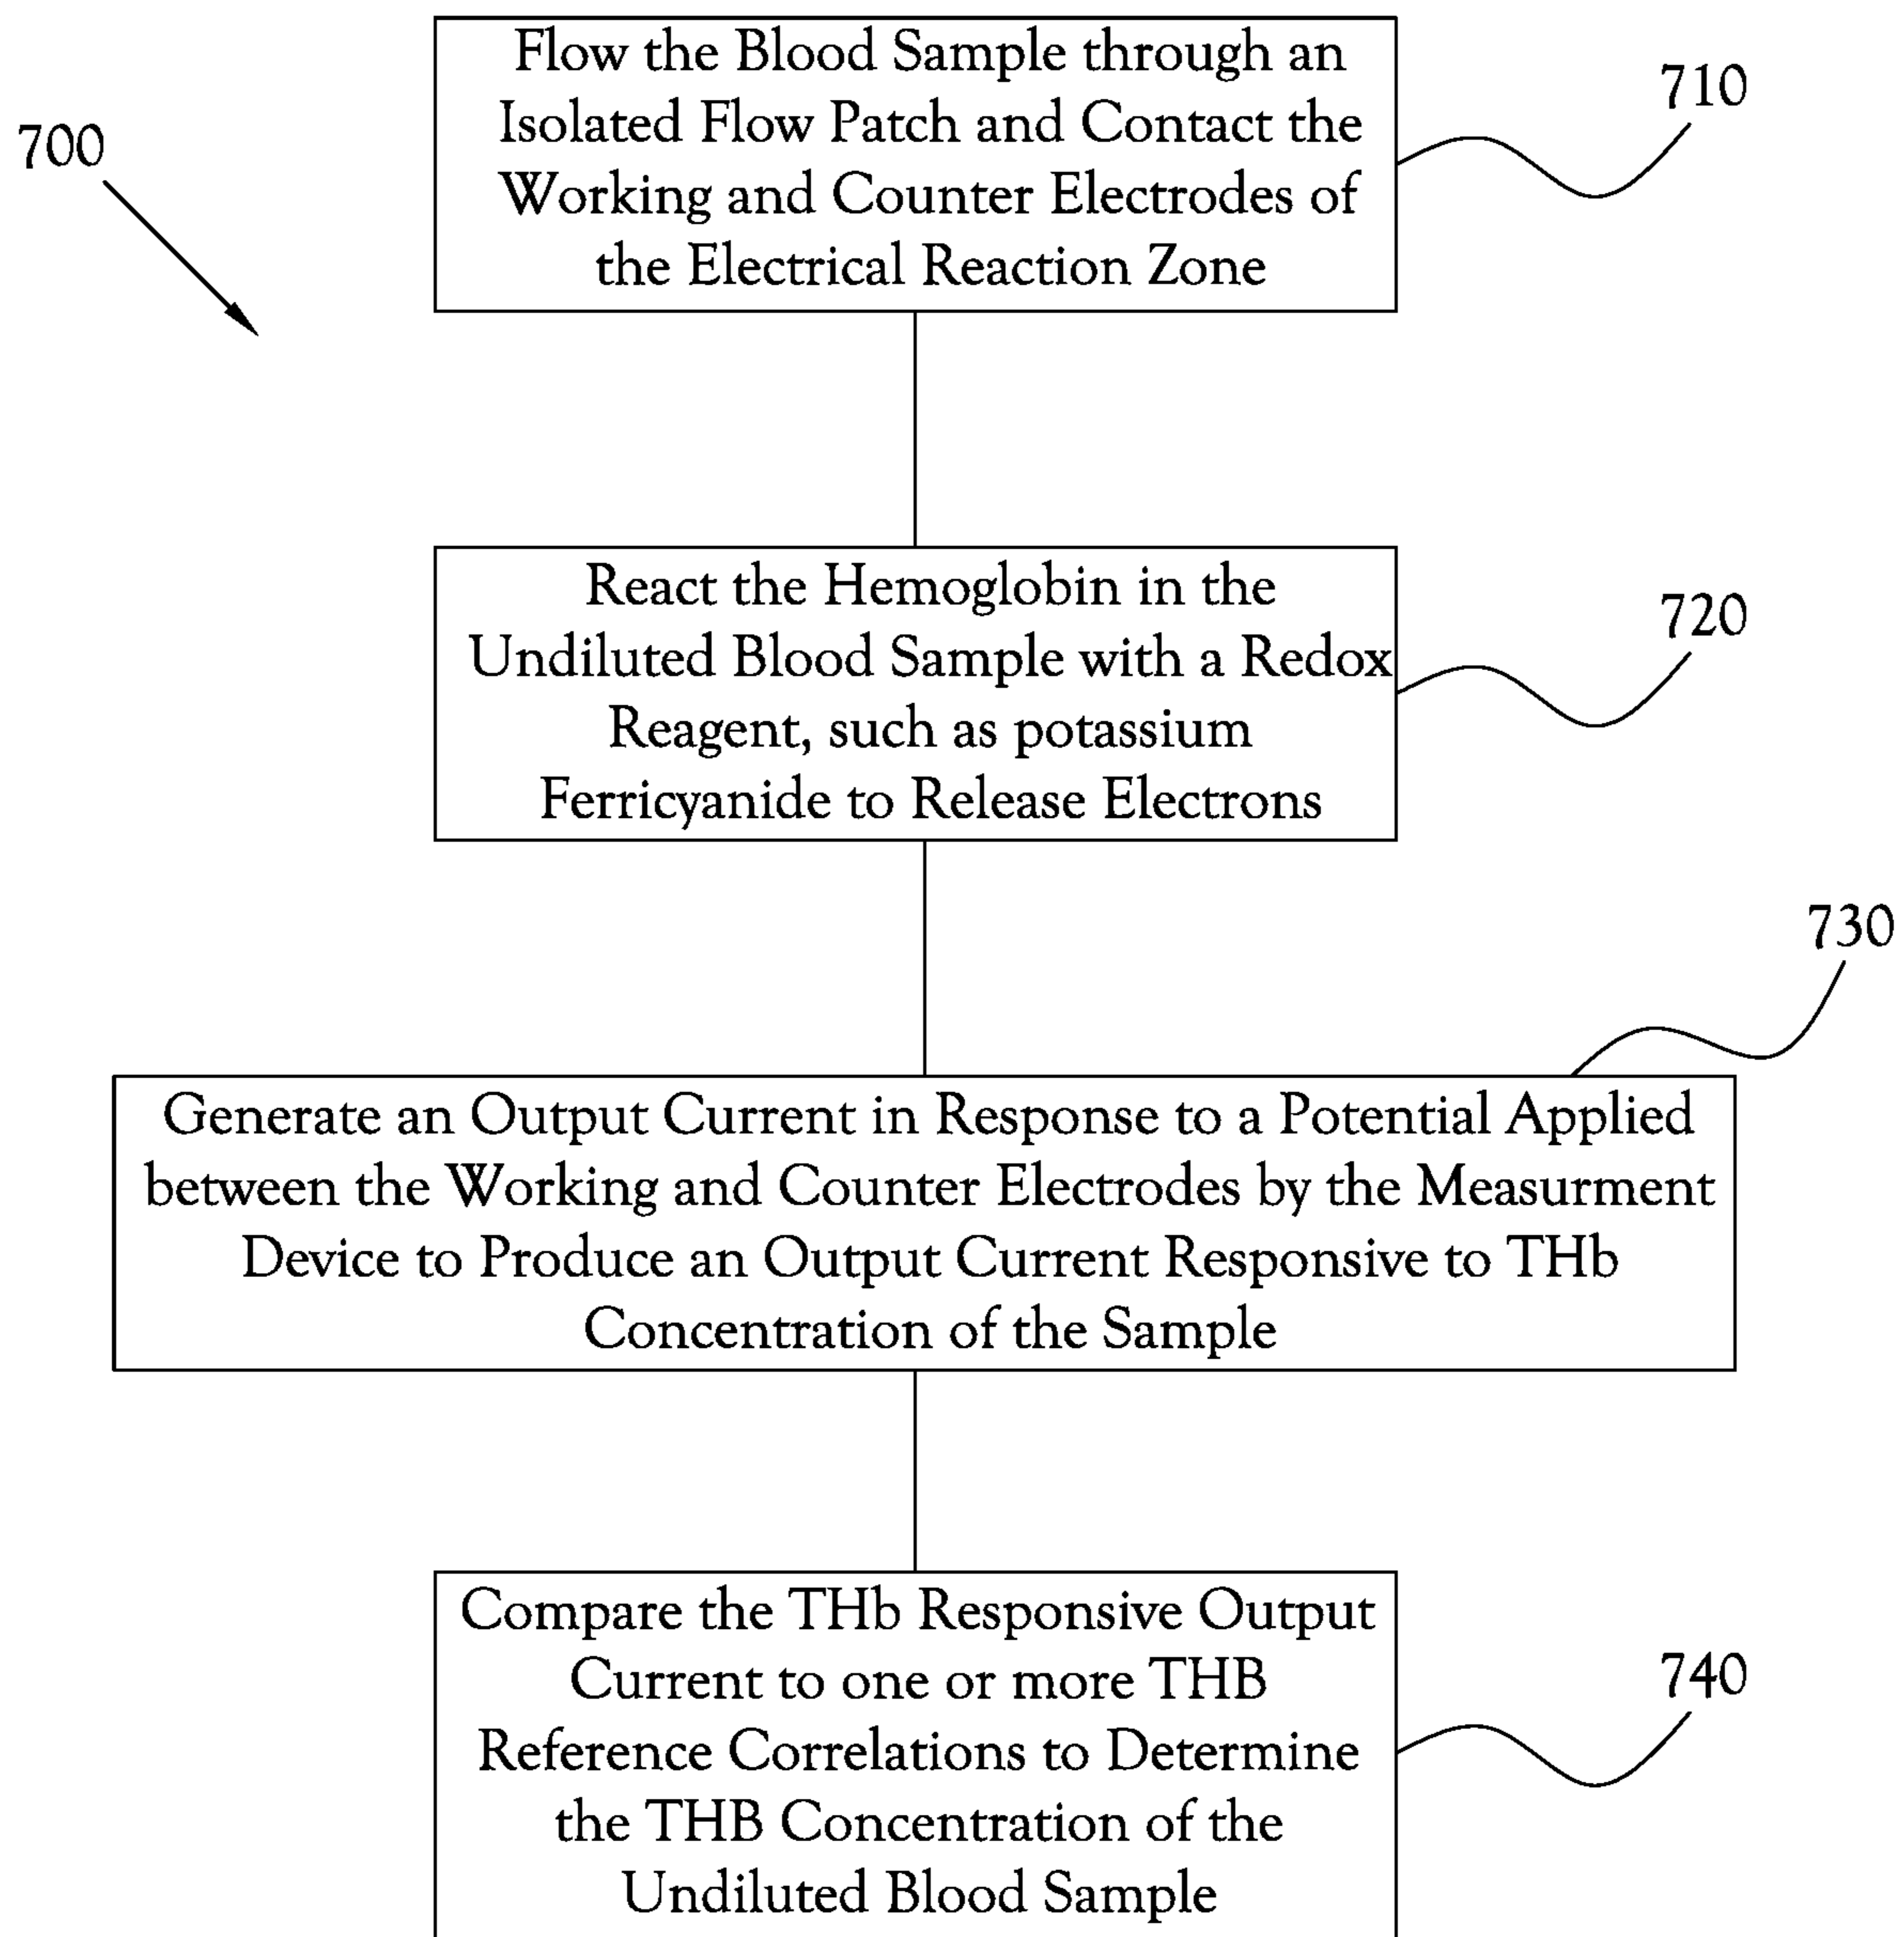 700
Flow the Blood Sample through an
Isolated Flow Patch and Contact the
Working and Counter Electrodes of
the Electrical Reaction Zone
710
React the Hemoglobin in the
Undiluted Blood Sample with a Redox
Reagent, such as potassium
Ferricyanide to Release Electrons
720
730
Generate an Output Current in Response to a Potential Applied
between the Working and Counter Electrodes by the Measurment
Device to Produce an Output Current Responsive to THb
Concentration of the Sample
Compare the THb Responsive Output
Current to one or more THB
Reference Correlations to Determine
the THB Concentration of the
Undiluted Blood Sample
740